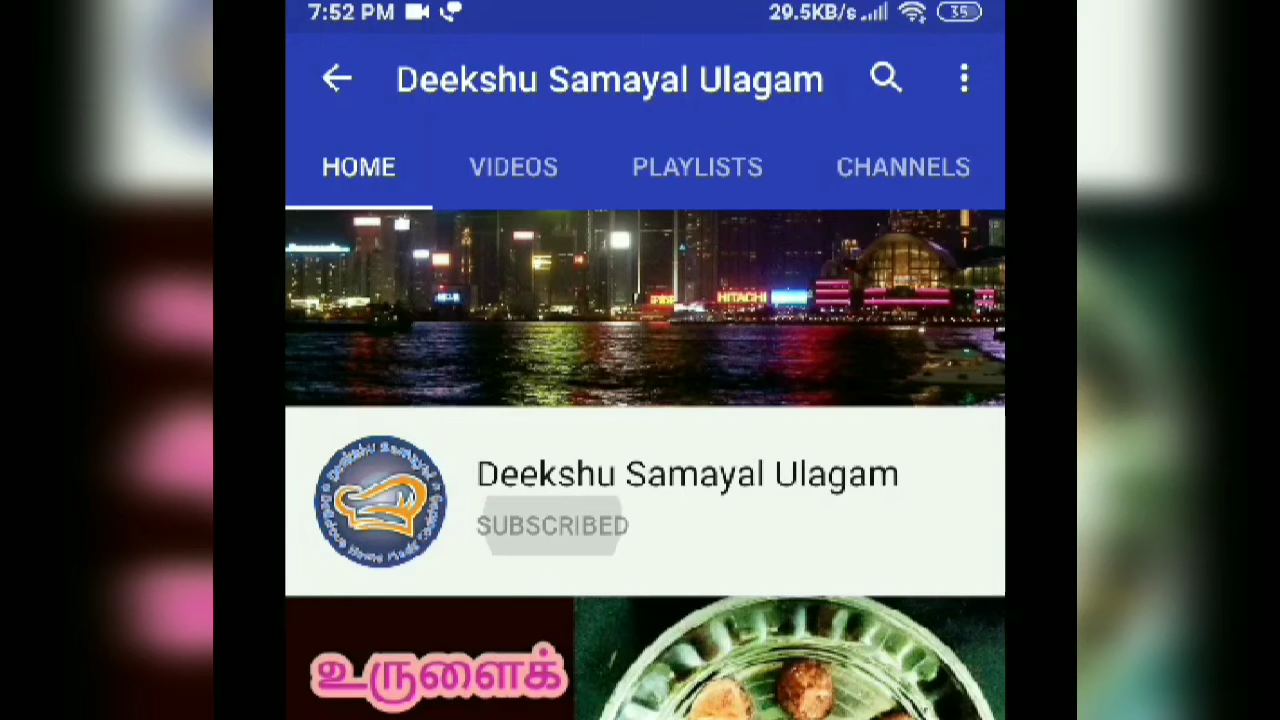 7:52 PM 29.5KB/s 35
Deekshu Samayal Ulagam
HOME VIDEOS PLAYLISTS CHANNELS
HITACHI
Deekshu Samayal Ulagam
SUBSCRIBED
உருளைக்